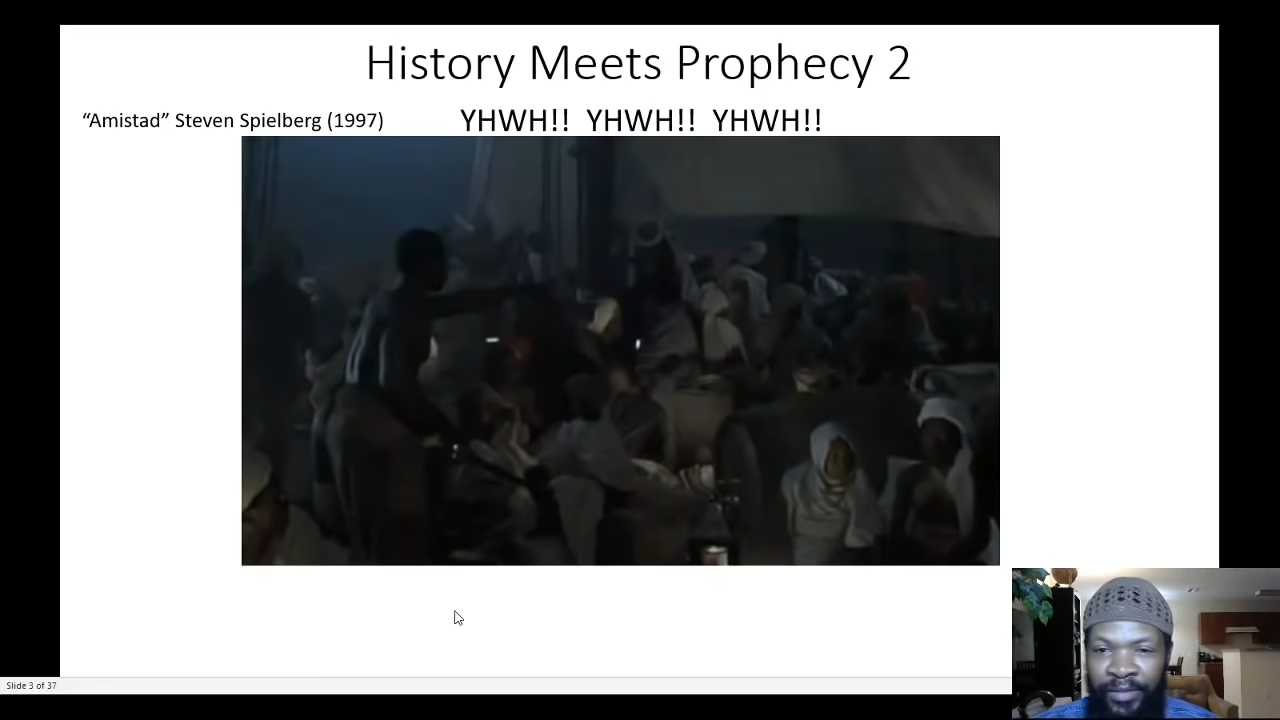 History Meets Prophecy 2
“Amistad” Steven Spielberg (1997) YHWH!! YHWH!! YHWH!!
Slide 3 of 37